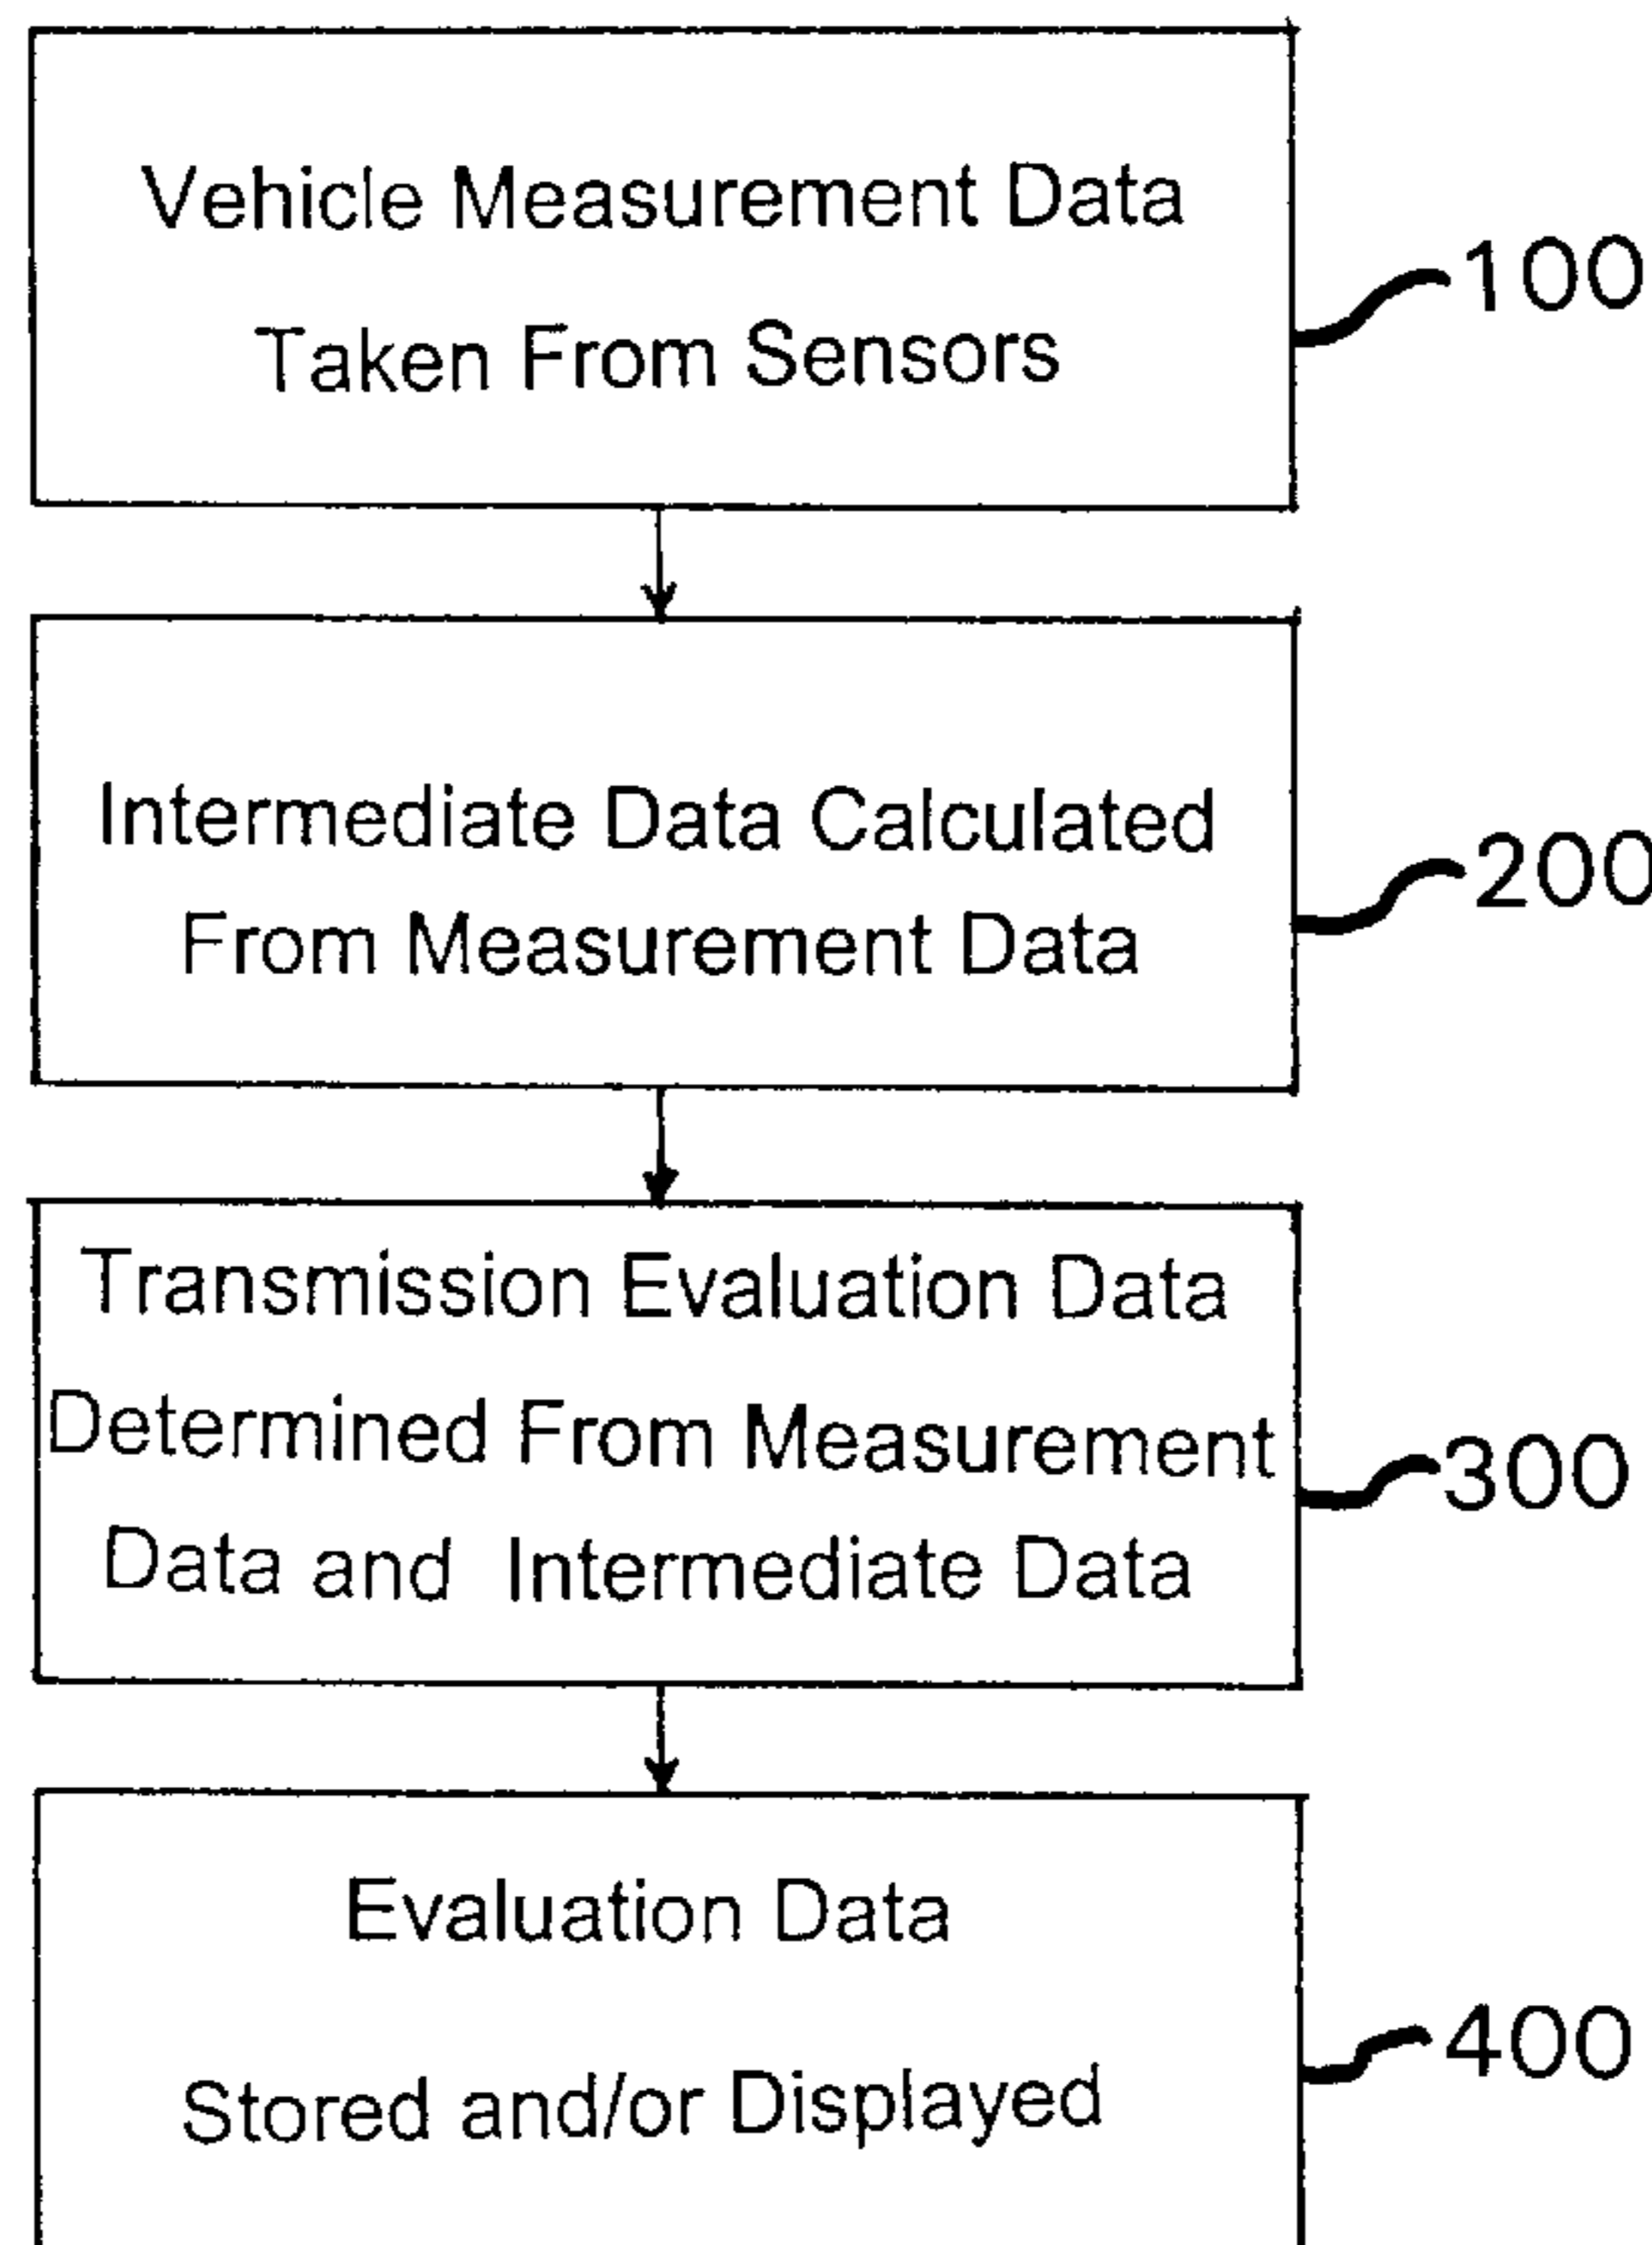 Vehicle Measurement Data
Taken From Sensors
100
Intermediate Data Calculated
From Measurement Data
200
Transmission Evaluation Data
Determined From Measurement
Data and Intermediate Data
300
Evaluation Data
Stored and/or Displayed
400